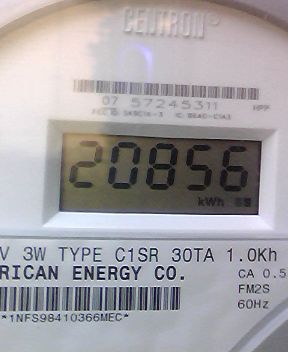 CENTRON®
07 57245311 HPP
20856
kWh
V 3W TYPE C1SR 30TA 1.0Kh
RICAN ENERGY CO.
CA 0.5
FM2S
60Hz
*1NFS98410366MEC*